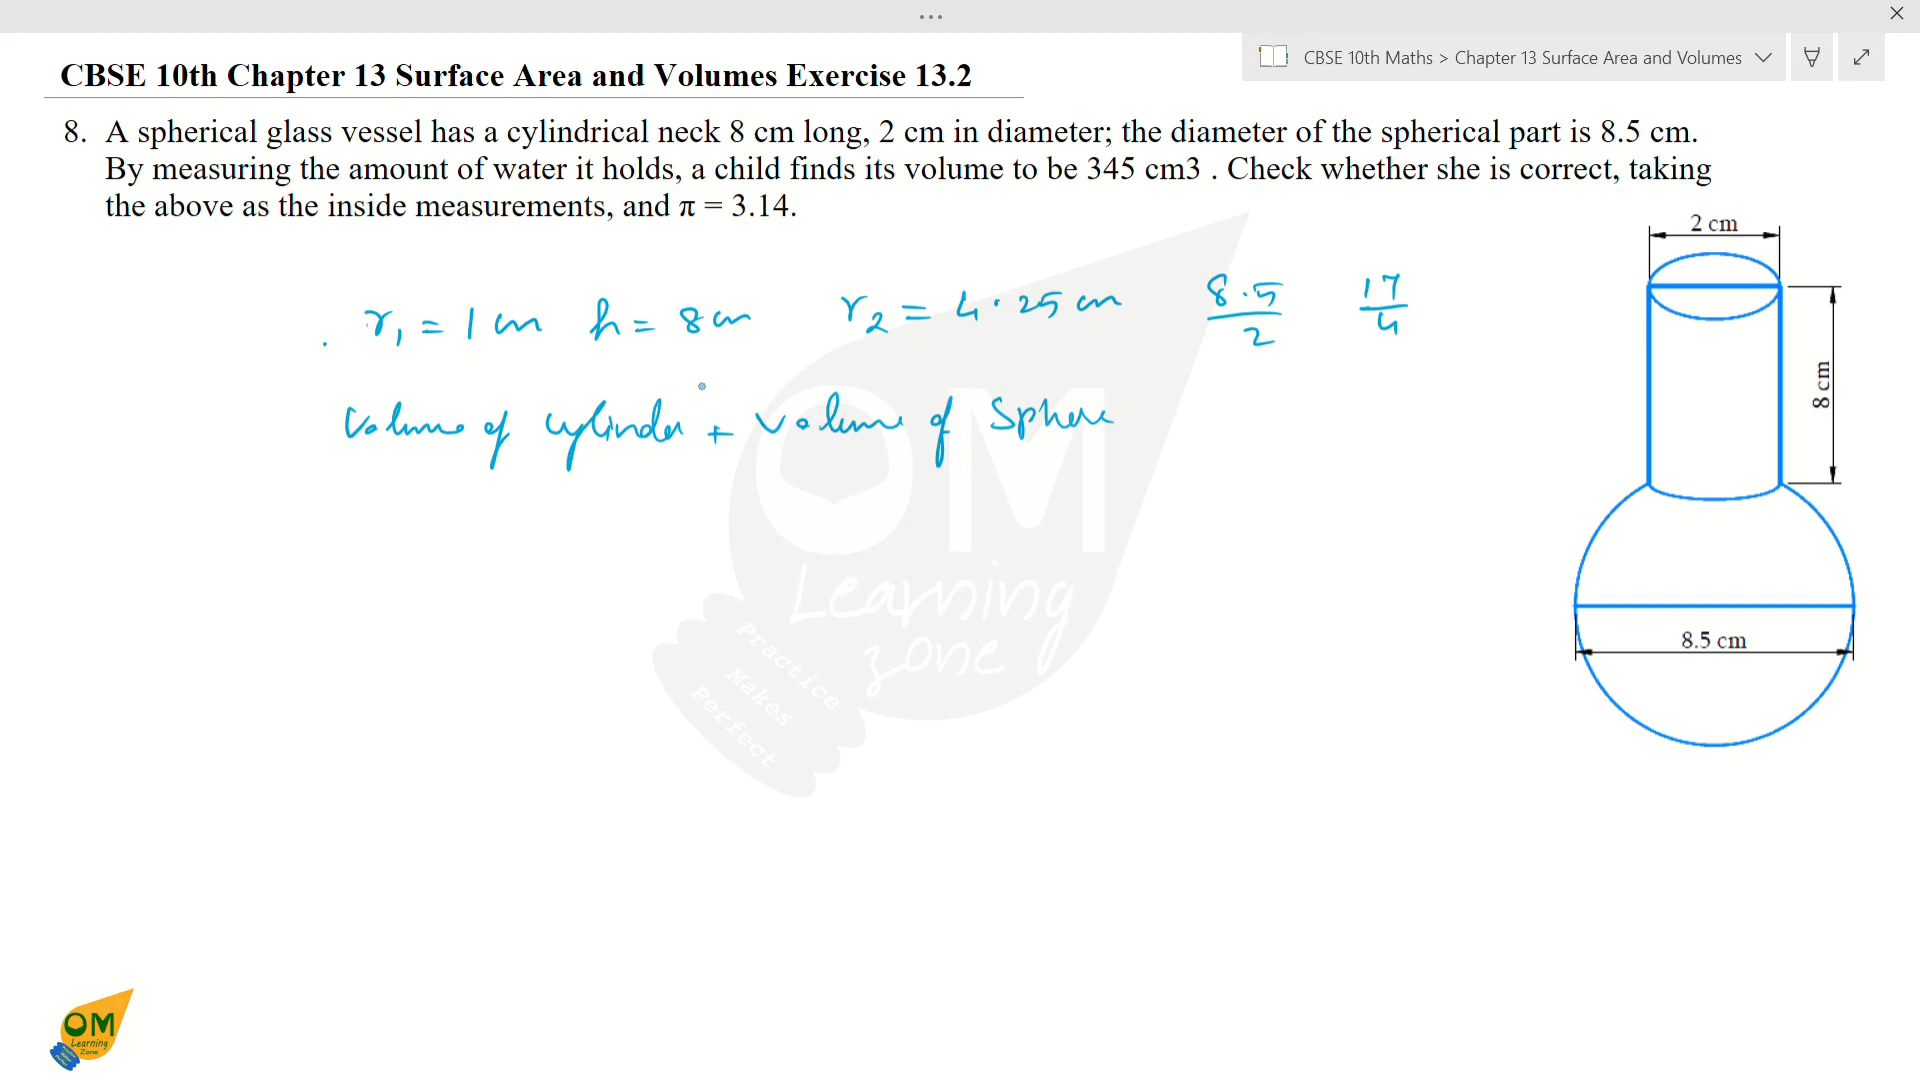 CBSE 10th Maths > Chapter 13 Surface Area and Volumes
CBSE 10th Chapter 13 Surface Area and Volumes Exercise 13.2
8. A spherical glass vessel has a cylindrical neck 8 cm long, 2 cm in diameter; the diameter of the spherical part is 8.5 cm.
By measuring the amount of water it holds, a child finds its volume to be 345 cm3 . Check whether she is correct, taking
the above as the inside measurements, and π = 3.14.
2 cm
r₁ = 1 cm h = 8 cm r₂ = 4.25 cm 8.5/2 17/4
8 cm
Volume of cylinder + Volume of Sphere
OM
Learning
zone
Practice
Makes
Perfect
8.5 cm
OM
Learning
Zone